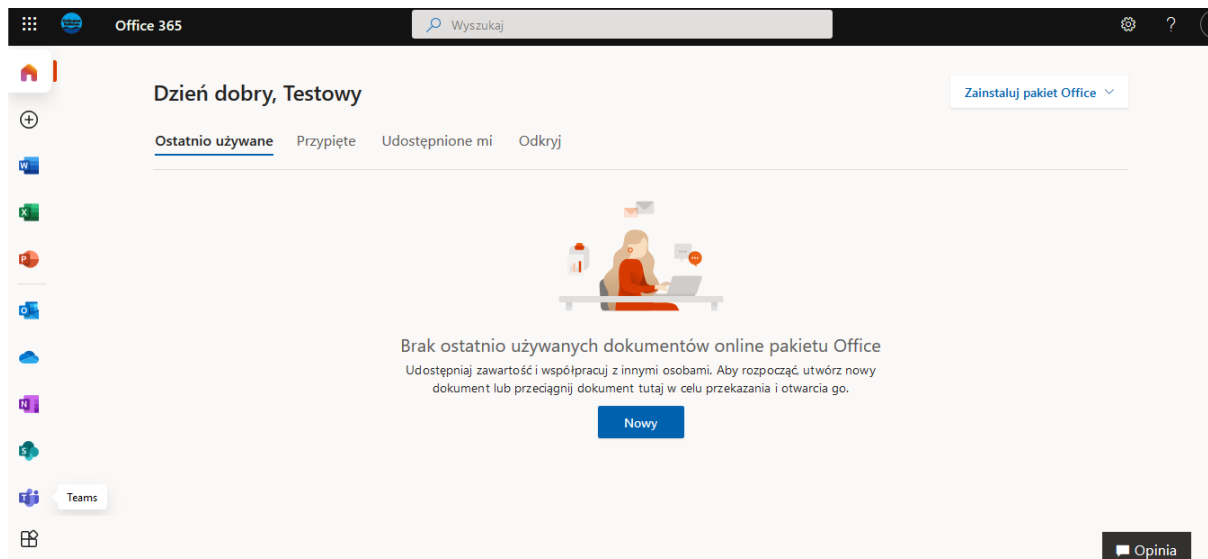 Office 365
Wyszukaj
?
Dzień dobry, Testowy
Zainstaluj pakiet Office
Ostatnio używane Przypięte Udostępnione mi Odkryj
W
X
P
O
Brak ostatnio używanych dokumentów online pakietu Office
Udostępniaj zawartość i współpracuj z innymi osobami. Aby rozpocząć, utwórz nowy
dokument lub przeciągnij dokument tutaj w celu przekazania i otwarcia go.
N
Nowy
S
T Teams
Opinia